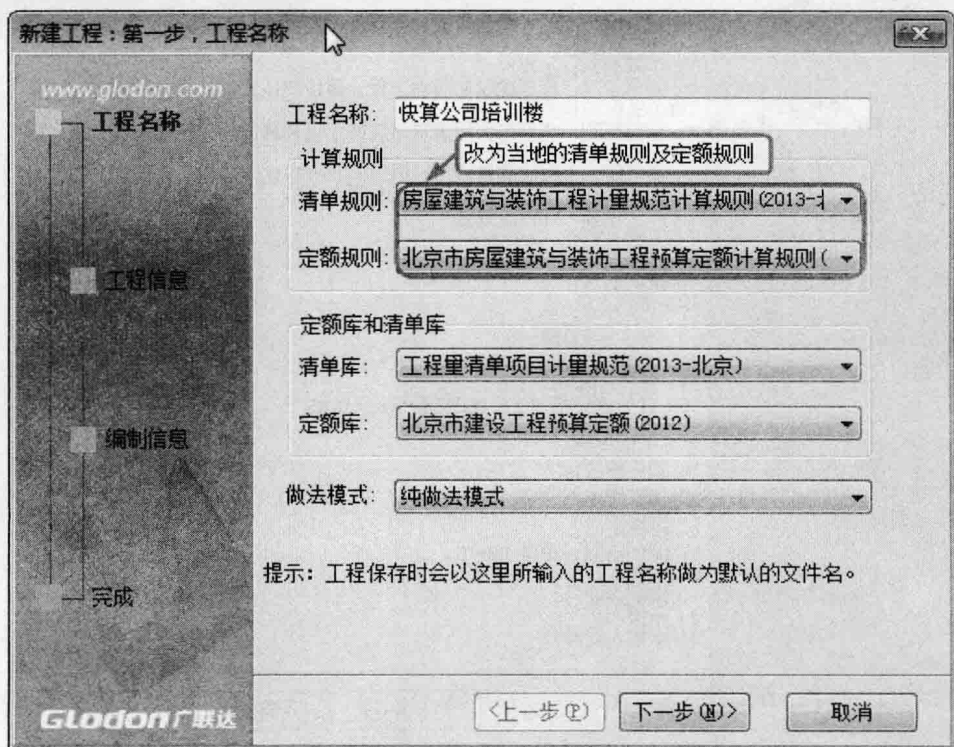 新建工程:第一步,工程名称
www.glodon.com
工程名称
工程信息
编制信息
完成
GLodon广联达
工程名称: 快算公司培训楼
计算规则
改为当地的清单规则及定额规则
清单规则: 房屋建筑与装饰工程计量规范计算规则(2013-
定额规则: 北京市房屋建筑与装饰工程预算定额计算规则(
定额库和清单库
清单库: 工程量清单项目计量规范(2013-北京)
定额库: 北京市建设工程预算定额(2012)
做法模式: 纯做法模式
提示: 工程保存时会以这里所输入的工程名称做为默认的文件名。
<上一步(P) 下一步(N)> 取消